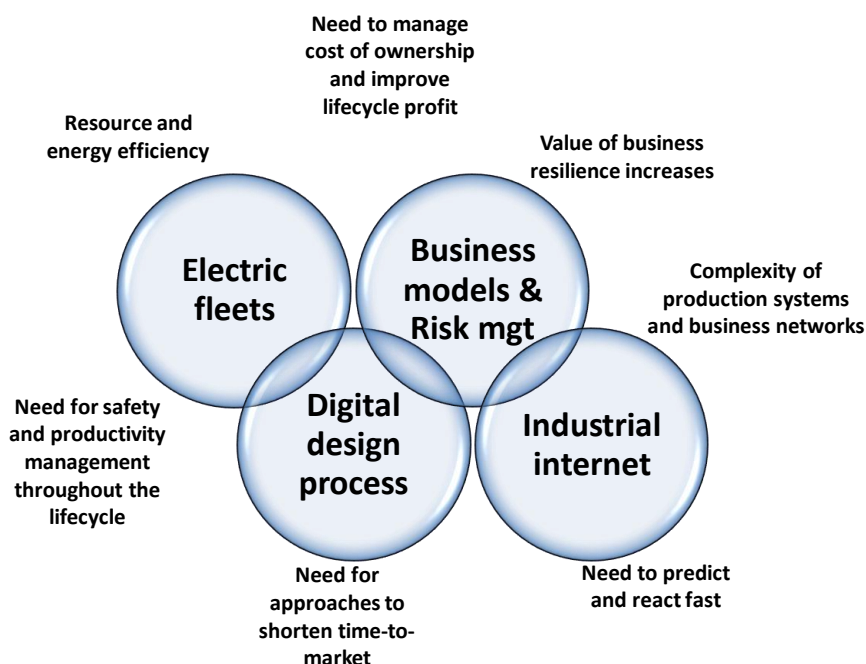 Need to manage
cost of ownership
and improve
lifecycle profit
Resource and
energy efficiency
Value of business
resilience increases
Electric
fleets
Business
models &
Risk mgt
Complexity of
production systems
and business networks
Need for safety
and productivity
management
throughout the
lifecycle
Digital
design
process
Industrial
internet
Need for
approaches to
shorten time-to-
market
Need to predict
and react fast